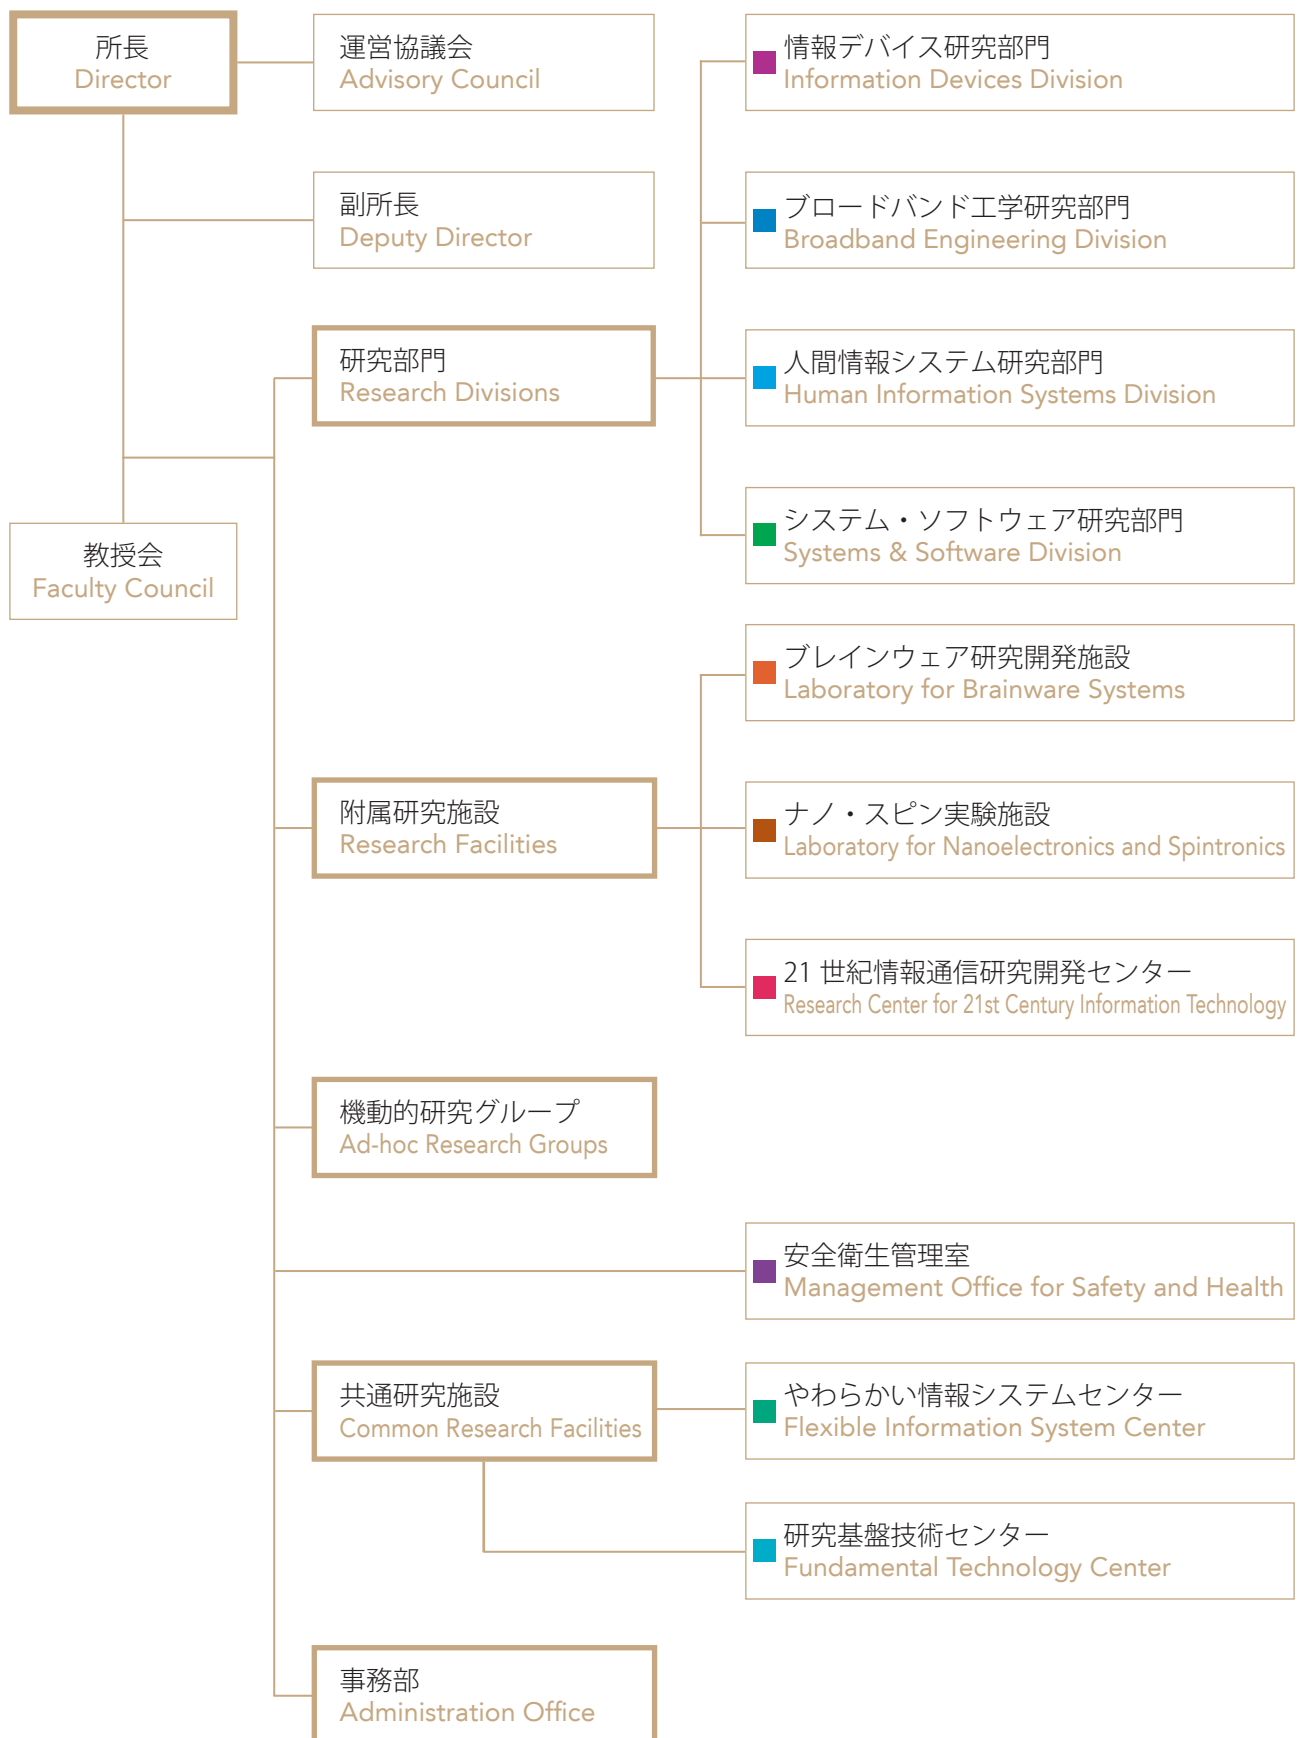 所長
Director
運営協議会
Advisory Council
副所長
Deputy Director
教授会
Faculty Council
研究部門
Research Divisions
情報デバイス研究部門
Information Devices Division
ブロードバンド工学研究部門
Broadband Engineering Division
人間情報システム研究部門
Human Information Systems Division
システム・ソフトウェア研究部門
Systems & Software Division
附属研究施設
Research Facilities
ブレインウェア研究開発施設
Laboratory for Brainware Systems
ナノ・スピン実験施設
Laboratory for Nanoelectronics and Spintronics
21 世紀情報通信研究開発センター
Research Center for 21st Century Information Technology
機動的研究グループ
Ad-hoc Research Groups
安全衛生管理室
Management Office for Safety and Health
共通研究施設
Common Research Facilities
やわらかい情報システムセンター
Flexible Information System Center
研究基盤技術センター
Fundamental Technology Center
事務部
Administration Office